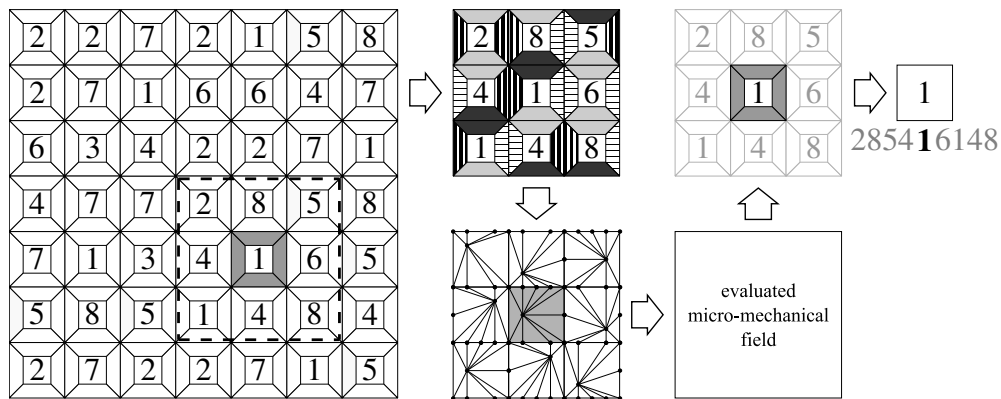 2 2 7 2 1 5 8
2 7 1 6 6 4 7
6 3 4 2 2 7 1
4 7 7 2 8 5 8
7 1 3 4 1 6 5
5 8 5 1 4 8 4
2 7 2 2 7 1 5
2 8 5
4 1 6
1 4 8
2 8 5
4 1 6
1 4 8
1
285416148
evaluated
micro-mechanical
field